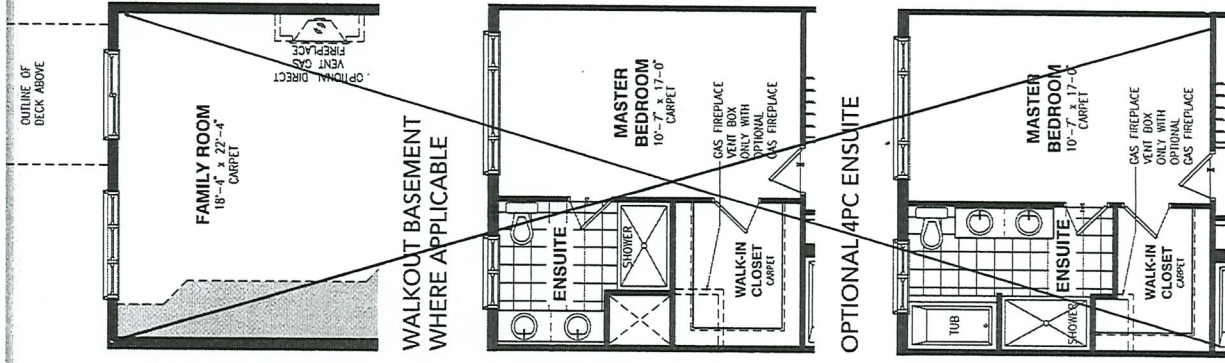 OUTLINE OF
DECK ABOVE
FAMILY ROOM
18'-4" x 22'-4"
CARPET
OPTIONAL DIRECT
VENT GAS
FIREPLACE
WALKOUT BASEMENT
WHERE APPLICABLE
MASTER
BEDROOM
10'-7" x 17'-0"
CARPET
GAS FIREPLACE
VENT BOX
ONLY WITH
OPTIONAL
GAS FIREPLACE
ENSUITE
SHOWER
WALK-IN
CLOSET
CARPET
OPTIONAL 4PC ENSUITE
MASTER
BEDROOM
10'-7" x 17'-0"
CARPET
GAS FIREPLACE
VENT BOX
ONLY WITH
OPTIONAL
GAS FIREPLACE
ENSUITE
TUB
SHOWER
WALK-IN
CLOSET
CARPET